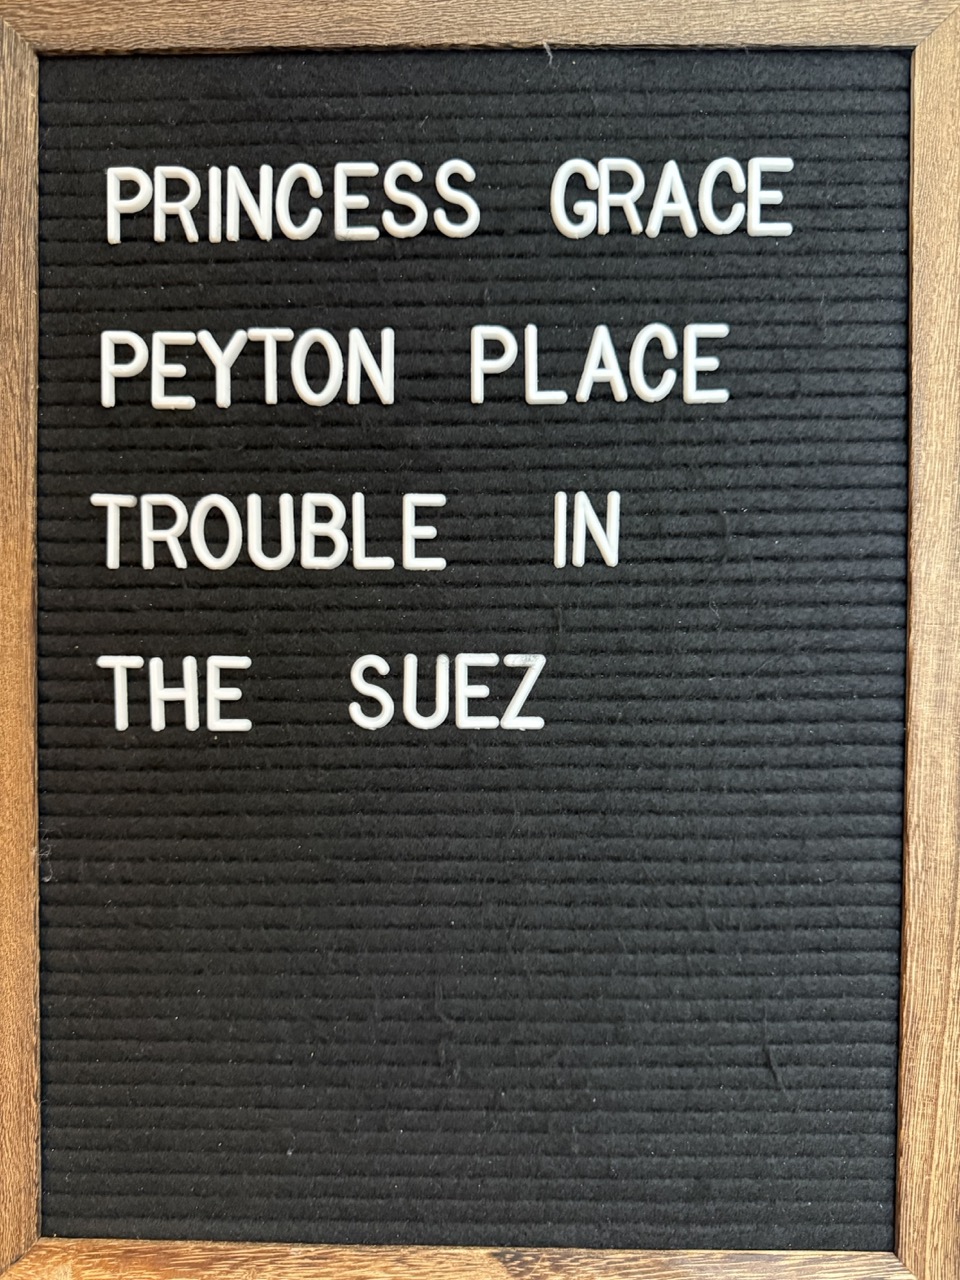 PRINCESS GRACE
PEYTON PLACE
TROUBLE IN
THE SUEZ